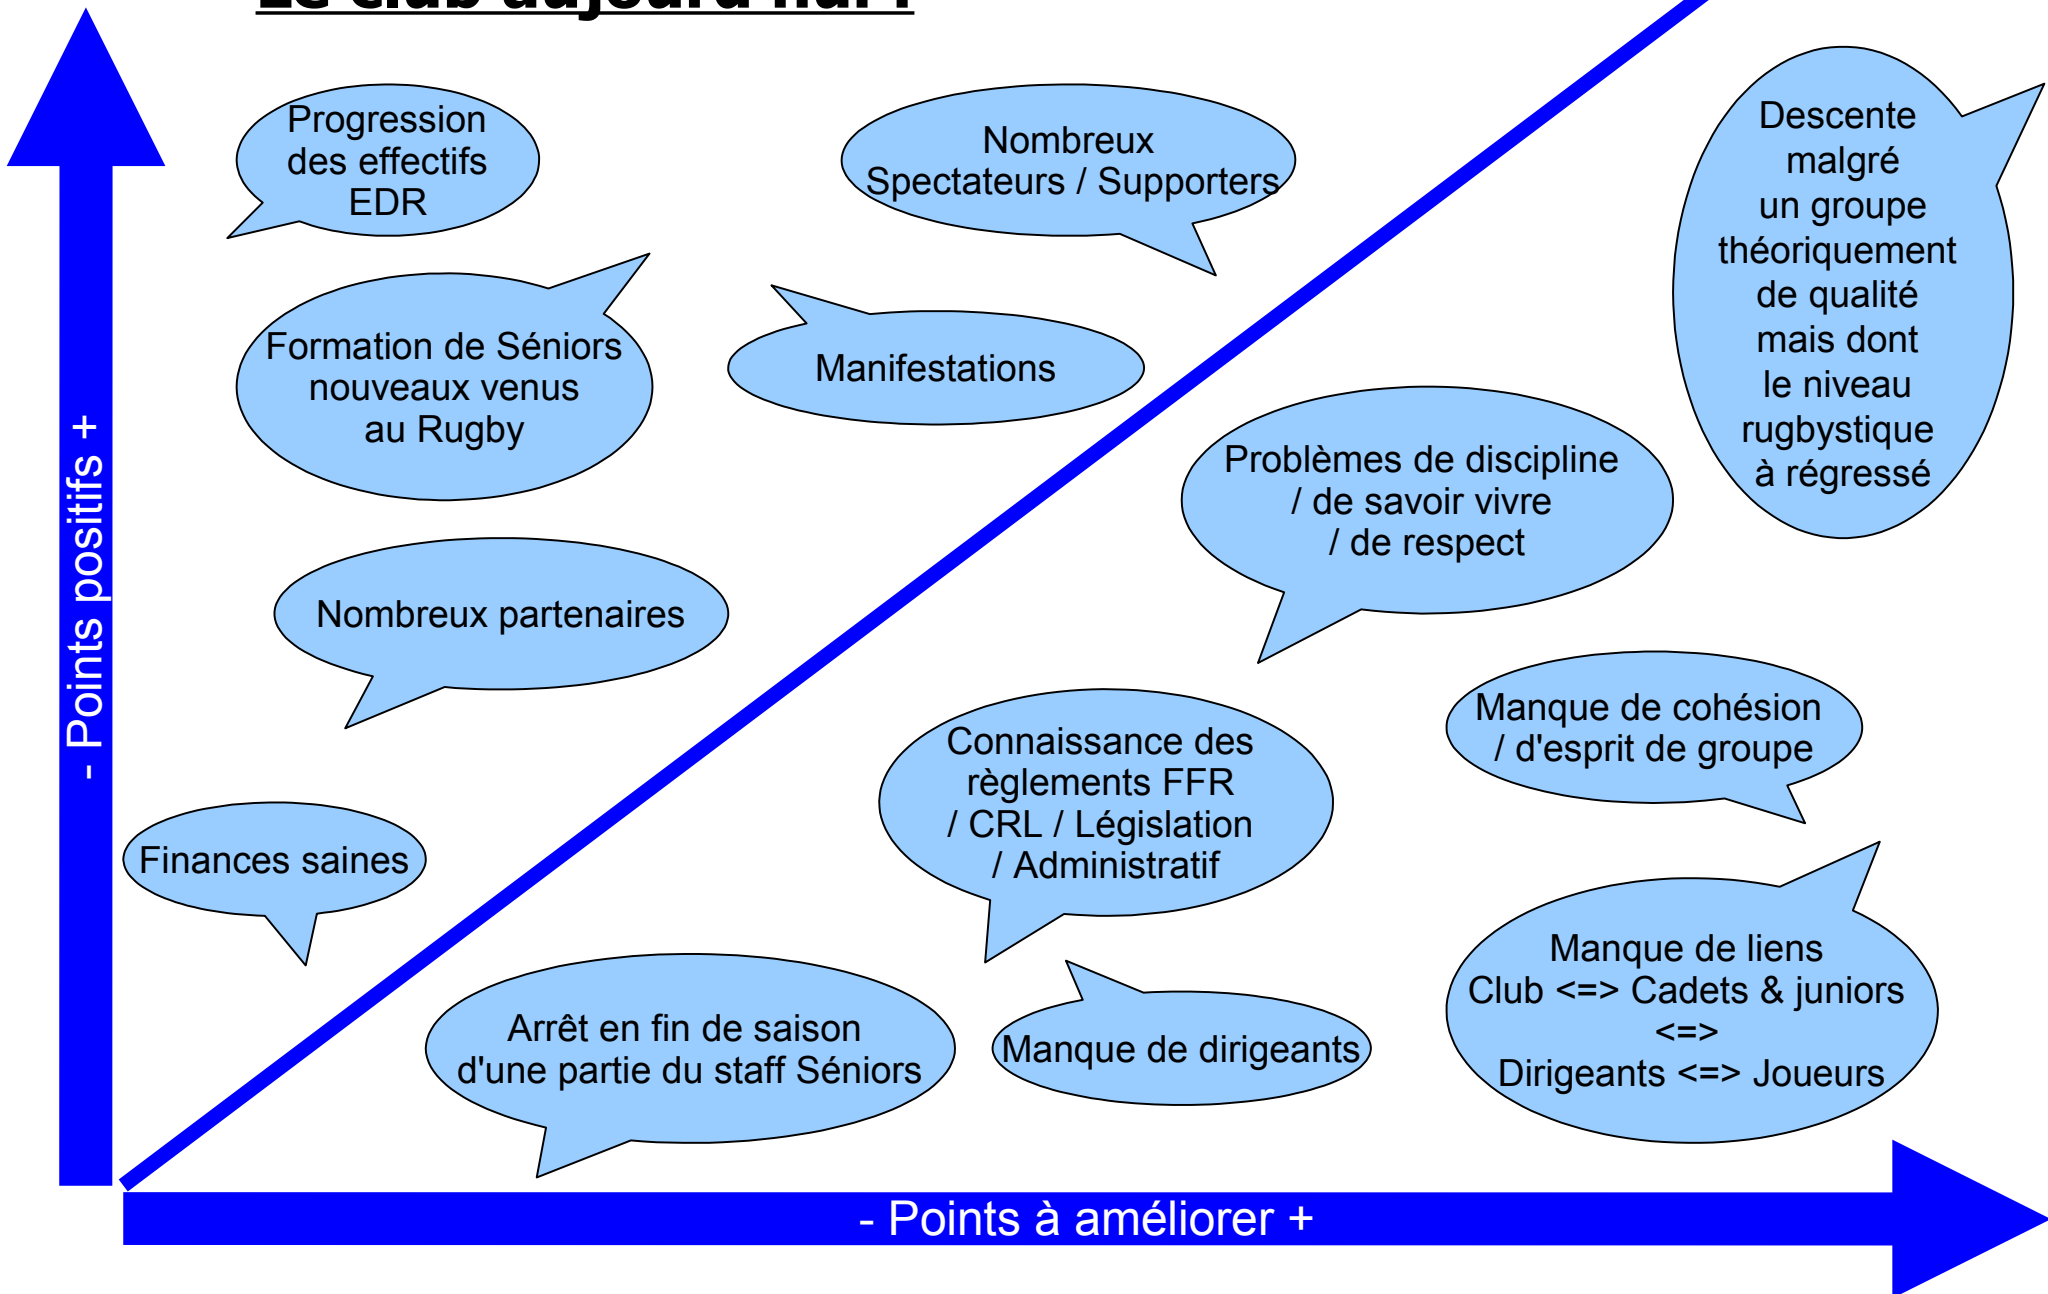 Le club aujourd'hui :
Progression
des effectifs
EDR
Nombreux
Spectateurs / Supporters
Descente
malgré
un groupe
théoriquement
de qualité
mais dont
le niveau
rugbystique
à régressé
Formation de Séniors
nouveaux venus
au Rugby
Manifestations
Problèmes de discipline
/ de savoir vivre
/ de respect
- Points positifs +
Nombreux partenaires
Manque de cohésion
/ d'esprit de groupe
Connaissance des
règlements FFR
/ CRL / Législation
/ Administratif
Finances saines
Manque de liens
Club <=> Cadets & juniors
<=>
Dirigeants <=> Joueurs
Arrêt en fin de saison
d'une partie du staff Séniors
Manque de dirigeants
- Points à améliorer +